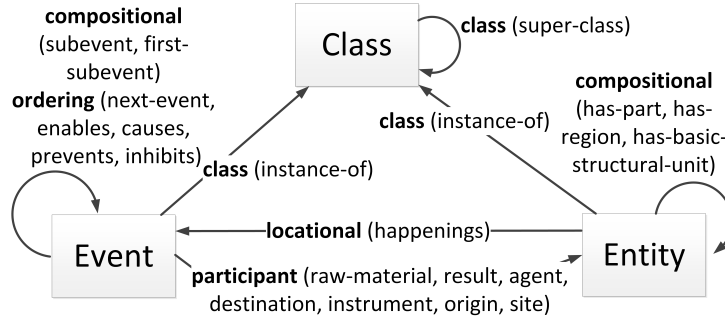 compositional
(subevent, first-
subevent)
ordering (next-event,
enables, causes,
prevents, inhibits)
Class
class (super-class)
compositional
(has-part, has-
region, has-basic-
structural-unit)
class (instance-of)
class (instance-of)
Event
locational (happenings)
Entity
participant (raw-material, result, agent,
destination, instrument, origin, site)